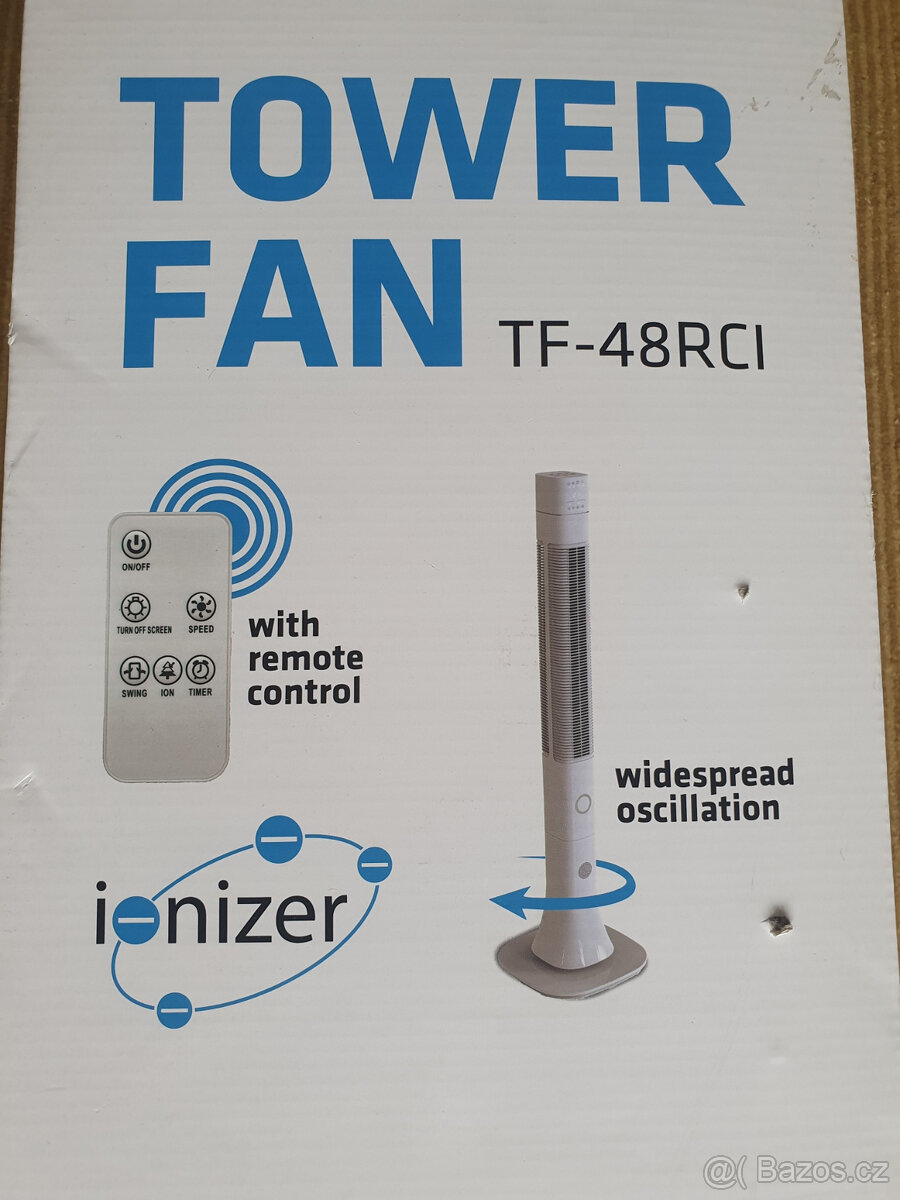 TOWER
FAN TF-48RCI
ON/OFF
TURN OFF SCREEN SPEED
SWING ION TIMER
with
remote
control
widespread
oscillation
ionizer
@( Bazos.cz